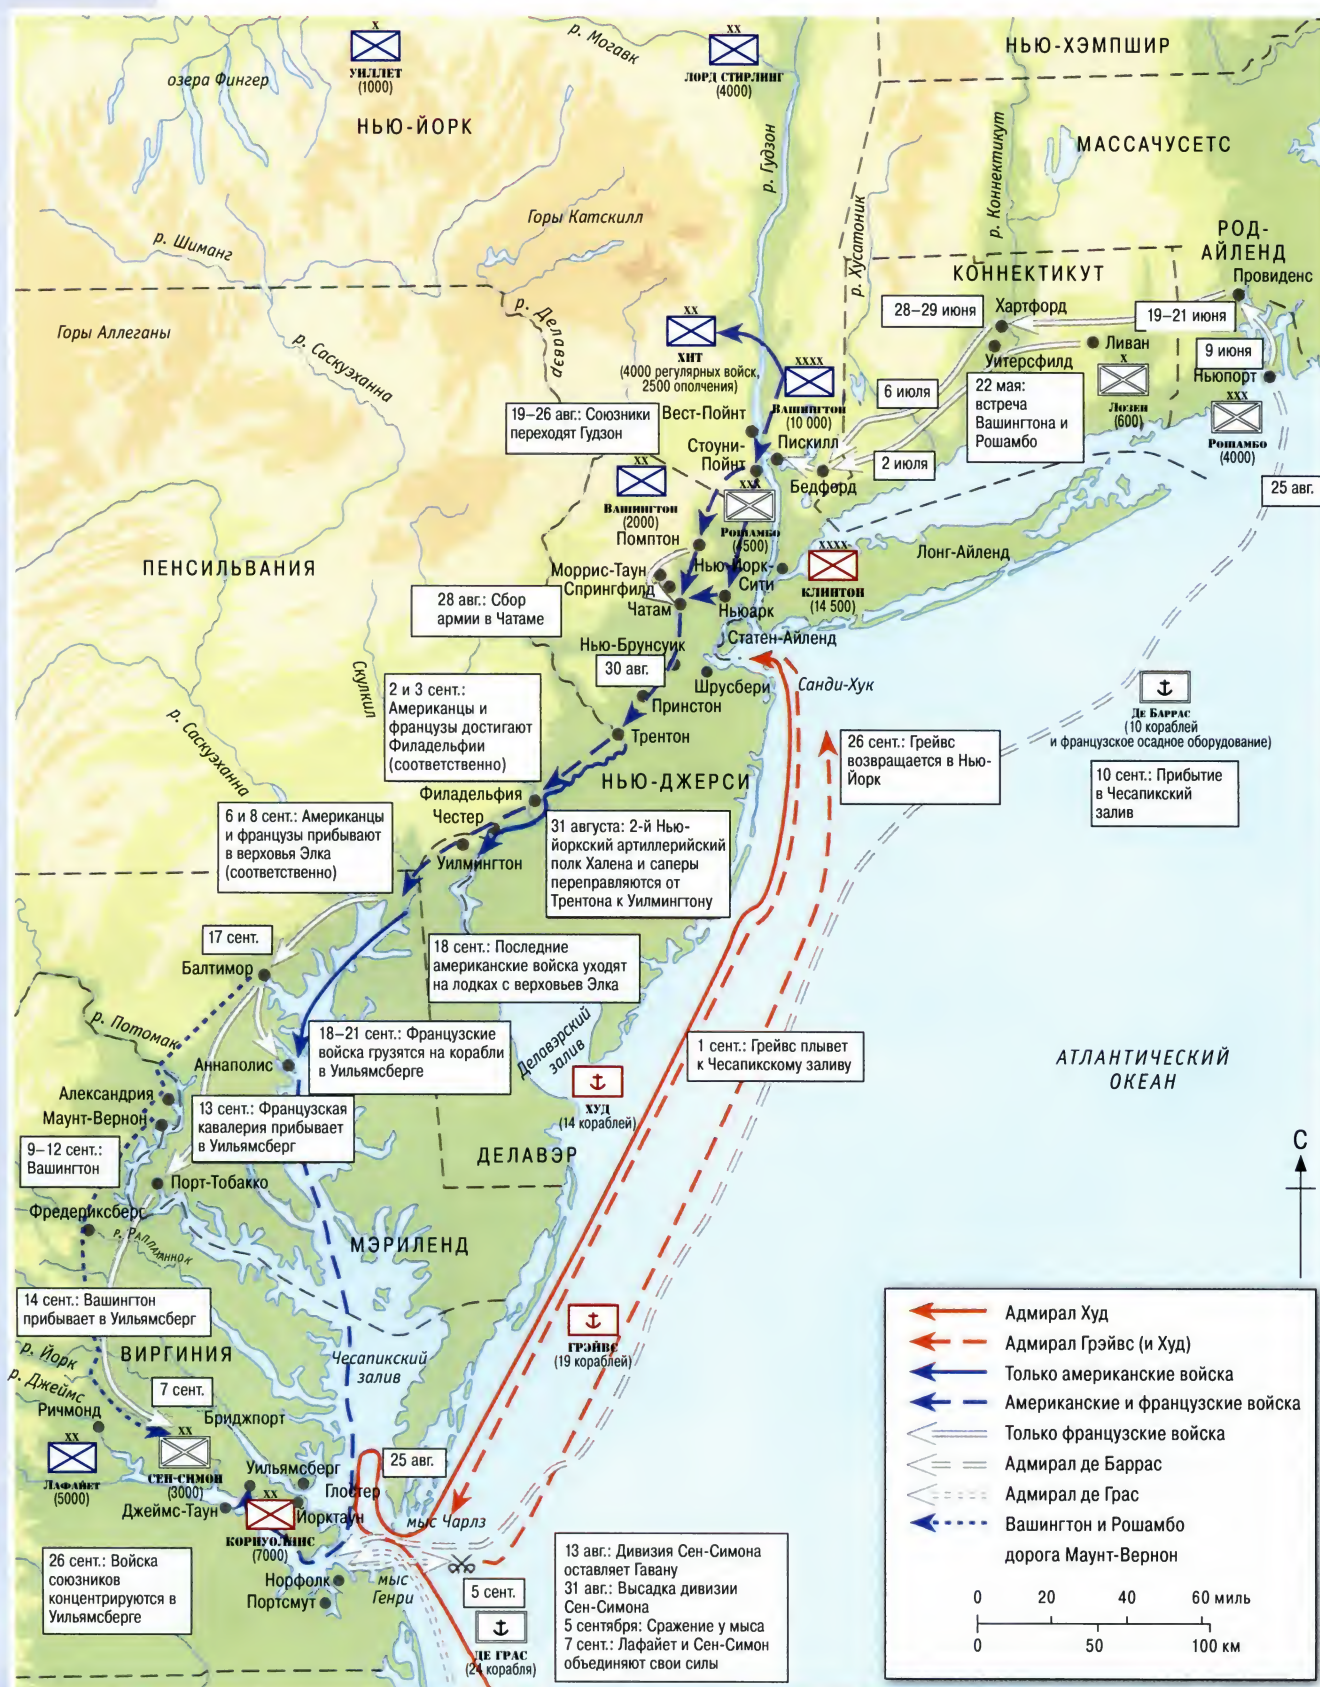 НЬЮ-ХЭМПШИР
X
УИЛЛЕТ
(1000)
XX
ЛОРД СТИРЛИНГ
(4000)
р. Могавк
озера Фингер
НЬЮ-ЙОРК
МАССАЧУСЕТС
р. Гудзон
р. Коннектикут
р. Хусатоник
Горы Катскилл
р. Шиманг
РОД-
АЙЛЕНД
КОННЕКТИКУТ
Провиденс
28–29 июня
Хартфорд
19–21 июня
Горы Аллеганы
р. Саскуэханна
р. Делавэр
XX
ХИТ
(4000 регулярных войск,
2500 ополчения)
XXXX
ВАШИНГТОН
(10 000)
Уитерсфилд
Ливан
9 июня
Ньюпорт
X
ЛОЗЕН
(600)
XXX
РОШАМБО
(4000)
6 июля
22 мая:
встреча
Вашингтона и
Рошамбо
19–26 авг.: Союзники
переходят Гудзон
Вест-Пойнт
Стоуни-
Пойнт
Пискилл
2 июля
Бедфорд
25 авг.
XX
ВАШИНГТОН
(2000)
XXX
РОШАМБО
(4500)
Помптон
XXXX
КЛИНТОН
(14 500)
Лонг-Айленд
ПЕНСИЛЬВАНИЯ
Моррис-Таун
Спрингфилд
Чатам
Нью-Йорк-
Сити
Ньюарк
28 авг.: Сбор
армии в Чатаме
Статен-Айленд
Нью-Брунсуик
30 авг.
Шрусбери
Санди-Хук
Скулкил
Принстон
2 и 3 сент.:
Американцы и
французы достигают
Филадельфии
(соответственно)
р. Саскуэханна
Трентон
ДЕ БАРРАС
(10 кораблей
и французское осадное оборудование)
26 сент.: Грейвс
возвращается в Нью-
Йорк
10 сент.: Прибытие
в Чесапикский
залив
НЬЮ-ДЖЕРСИ
Филадельфия
Честер
Уилмингтон
6 и 8 сент.: Американцы
и французы прибывают
в верховья Элка
(соответственно)
31 августа: 2-й Нью-
йоркский артиллерийский
полк Халена и саперы
переправляются от
Трентона к Уилмингтону
17 сент.
Балтимор
18 сент.: Последние
американские войска уходят
на лодках с верховьев Элка
р. Потомак
18–21 сент.: Французские
войска грузятся на корабли
в Уильямсберге
Делавэрский
залив
1 сент.: Грейвс плывет
к Чесапикскому заливу
АТЛАНТИЧЕСКИЙ
ОКЕАН
Аннаполис
Александрия
Маунт-Вернон
ХУД
(14 кораблей)
13 сент.: Французская
кавалерия прибывает
в Уильямсберг
9–12 сент.:
Вашингтон
С
ДЕЛАВЭР
Порт-Тобакко
Фредериксберг
р. Раппаханнок
МЭРИЛЕНД
14 сент.: Вашингтон
прибывает в Уильямсберг
ГРЭЙВС
(19 кораблей)
ВИРГИНИЯ
р. Йорк
р. Джеймс
Чесапикский
залив
7 сент.
Ричмонд
Бриджпорт
XX
ЛАФАЙЕТ
(5000)
XX
СЕН-СИМОН
(3000)
25 авг.
Уильямсберг
Глостер
Джеймс-Таун
XX
КОРНУОЛЛИС
(7000)
Йорктаун
мыс Чарлз
26 сент.: Войска
союзников
концентрируются в
Уильямсберге
Норфолк
Портсмут
мыс
Генри
5 сент.
ДЕ ГРАС
(24 корабля)
13 авг.: Дивизия Сен-Симона
оставляет Гавану
31 авг.: Высадка дивизии
Сен-Симона
5 сентября: Сражение у мыса
7 сент.: Лафайет и Сен-Симон
объединяют свои силы
Адмирал Худ
Адмирал Грэйвс (и Худ)
Только американские войска
Американские и французские войска
Только французские войска
Адмирал де Баррас
Адмирал де Грас
Вашингтон и Рошамбо
дорога Маунт-Вернон
0 20 40 60 миль
0 50 100 км